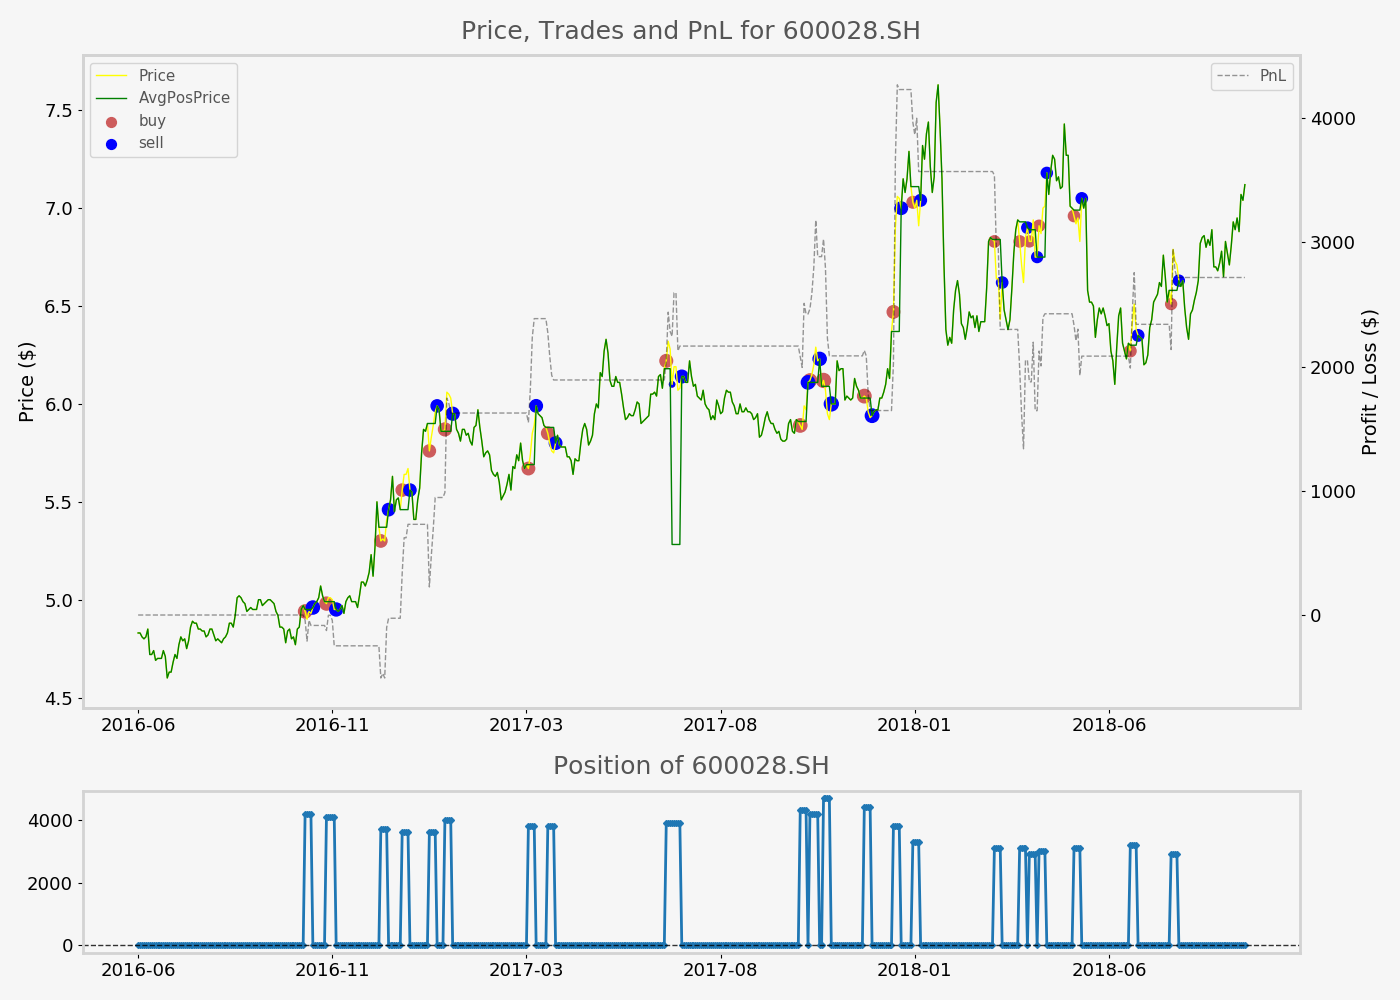 Price, Trades and PnL for 600028.SH
Price
AvgPosPrice
buy
sell
PnL
Price ($)
7.5
7.0
6.5
6.0
5.5
5.0
4.5
Profit / Loss ($)
4000
3000
2000
1000
0
2016-06 2016-11 2017-03 2017-08 2018-01 2018-06
Position of 600028.SH
4000
2000
0
2016-06 2016-11 2017-03 2017-08 2018-01 2018-06